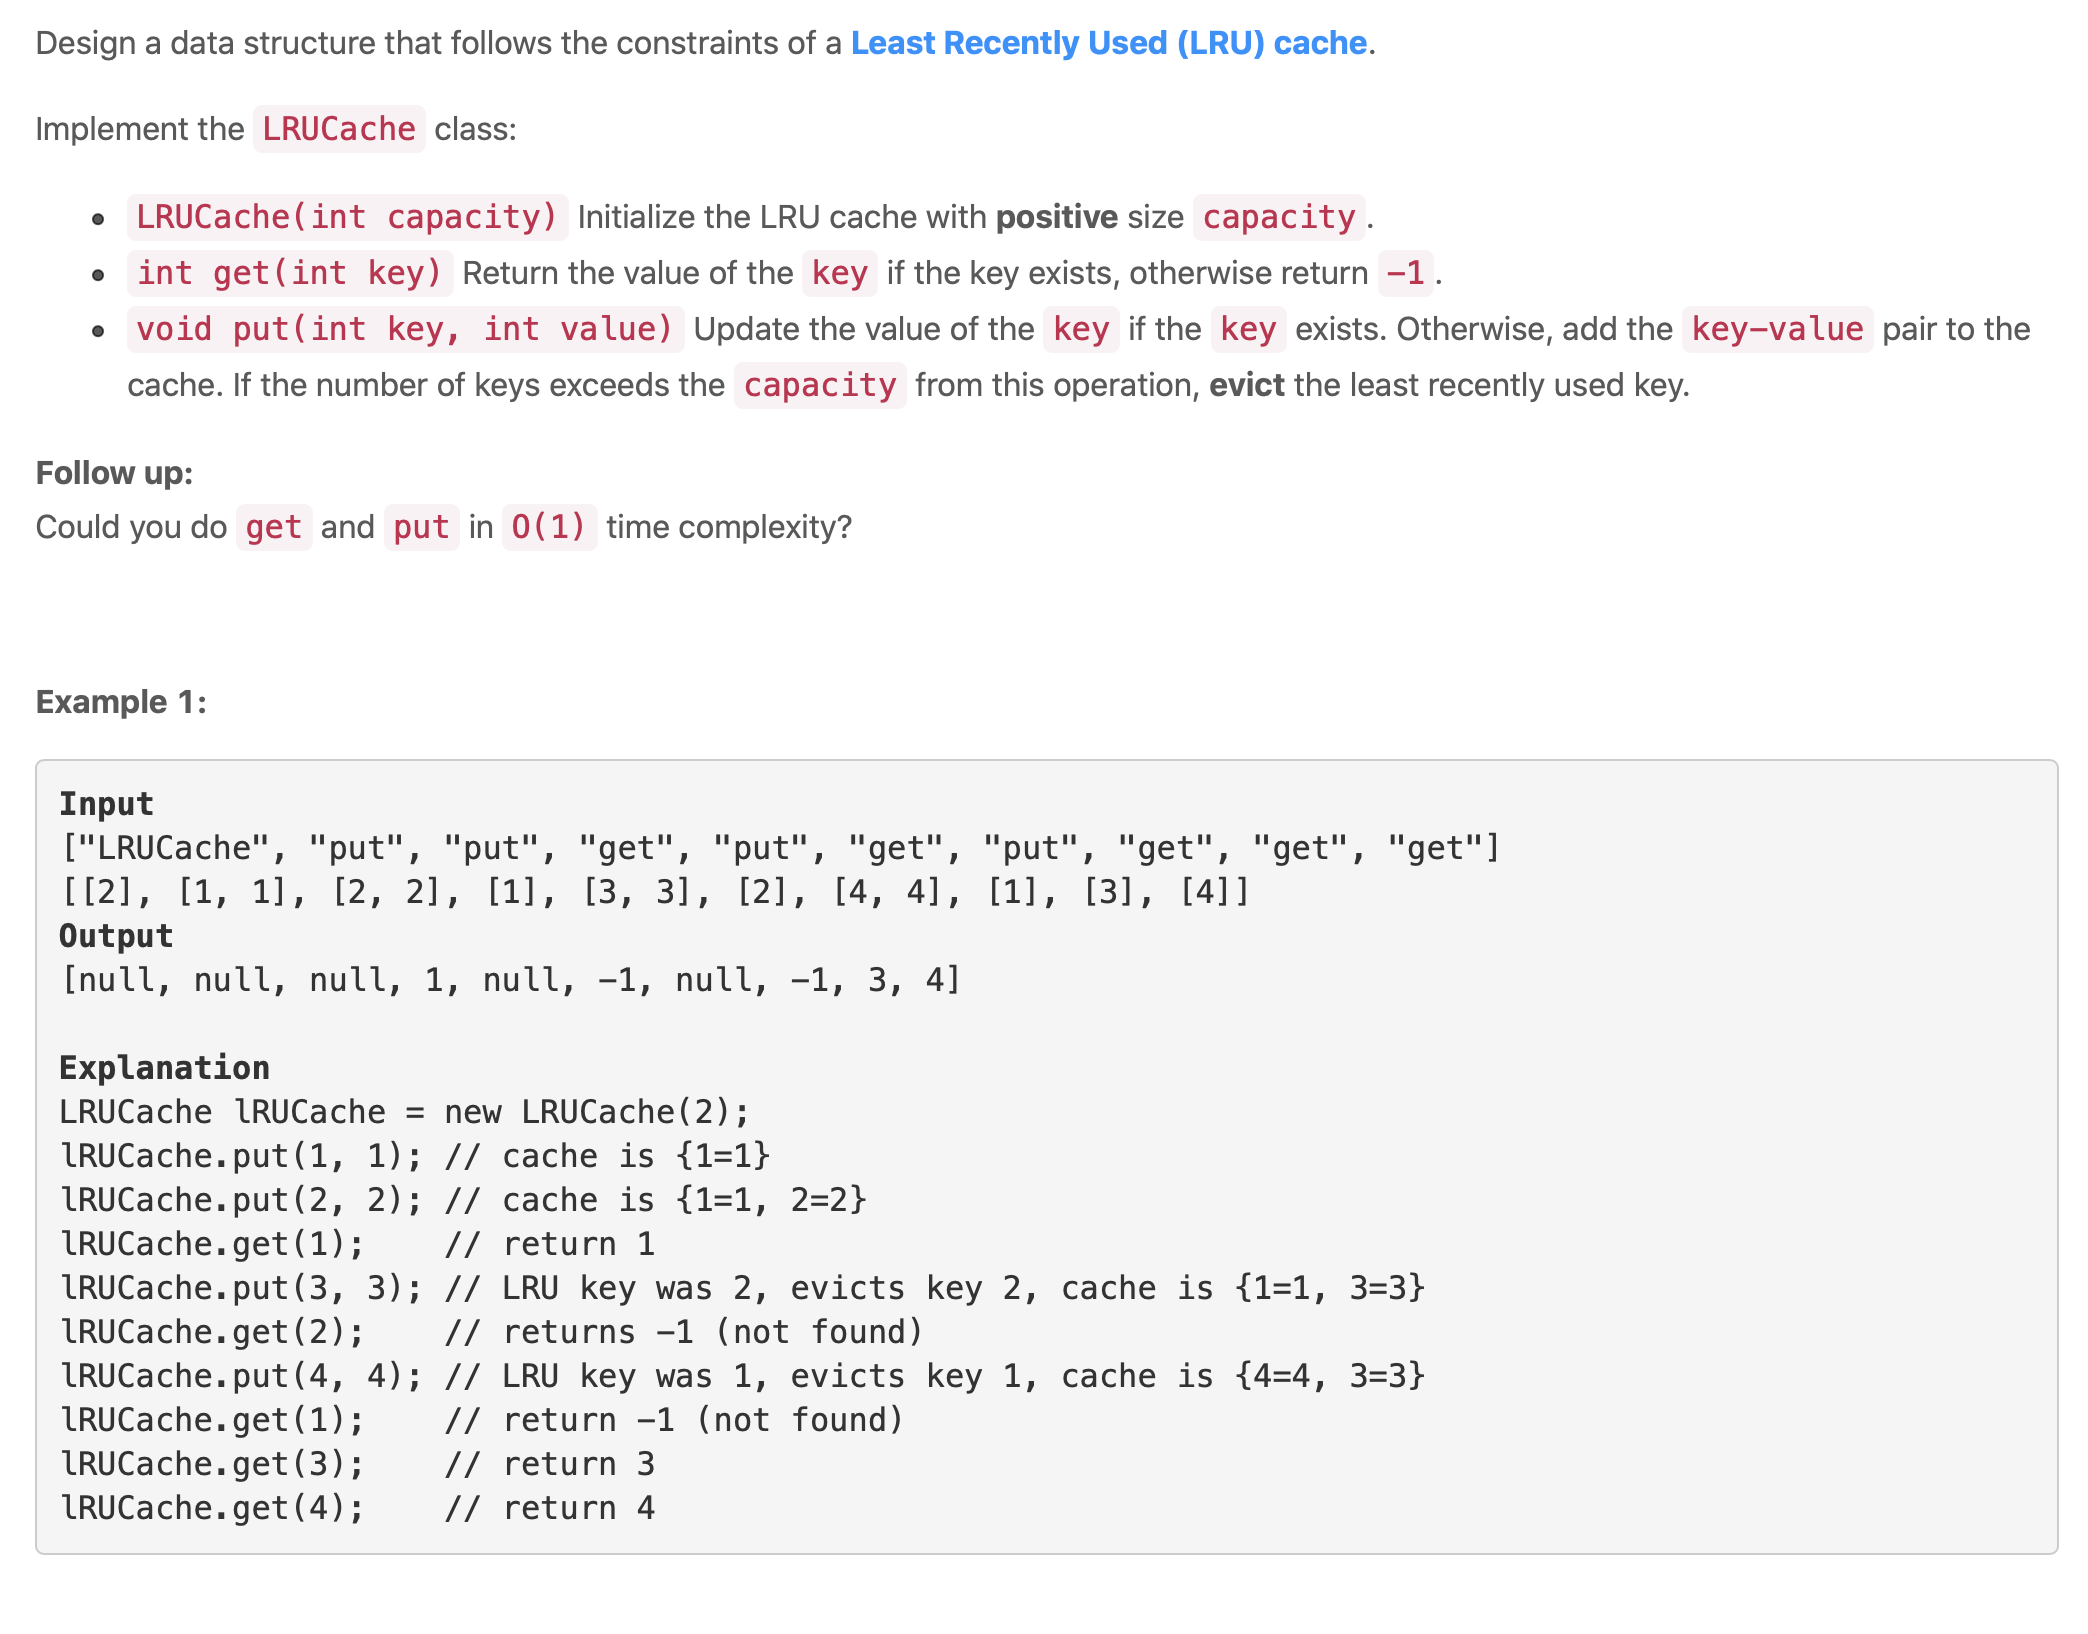 Design a data structure that follows the constraints of a Least Recently Used (LRU) cache.
Implement the LRUCache class:
• LRUCache(int capacity) Initialize the LRU cache with positive size capacity.
• int get(int key) Return the value of the key if the key exists, otherwise return -1.
• void put(int key, int value) Update the value of the key if the key exists. Otherwise, add the key-value pair to the
cache. If the number of keys exceeds the capacity from this operation, evict the least recently used key.
Follow up:
Could you do get and put in O(1) time complexity?
Example 1:
Input
["LRUCache", "put", "put", "get", "put", "get", "put", "get", "get", "get"]
[[2], [1, 1], [2, 2], [1], [3, 3], [2], [4, 4], [1], [3], [4]]
Output
[null, null, null, 1, null, -1, null, -1, 3, 4]
Explanation
LRUCache lRUCache = new LRUCache(2);
lRUCache.put(1, 1); // cache is {1=1}
lRUCache.put(2, 2); // cache is {1=1, 2=2}
lRUCache.get(1);    // return 1
lRUCache.put(3, 3); // LRU key was 2, evicts key 2, cache is {1=1, 3=3}
lRUCache.get(2);    // returns -1 (not found)
lRUCache.put(4, 4); // LRU key was 1, evicts key 1, cache is {4=4, 3=3}
lRUCache.get(1);    // return -1 (not found)
lRUCache.get(3);    // return 3
lRUCache.get(4);    // return 4